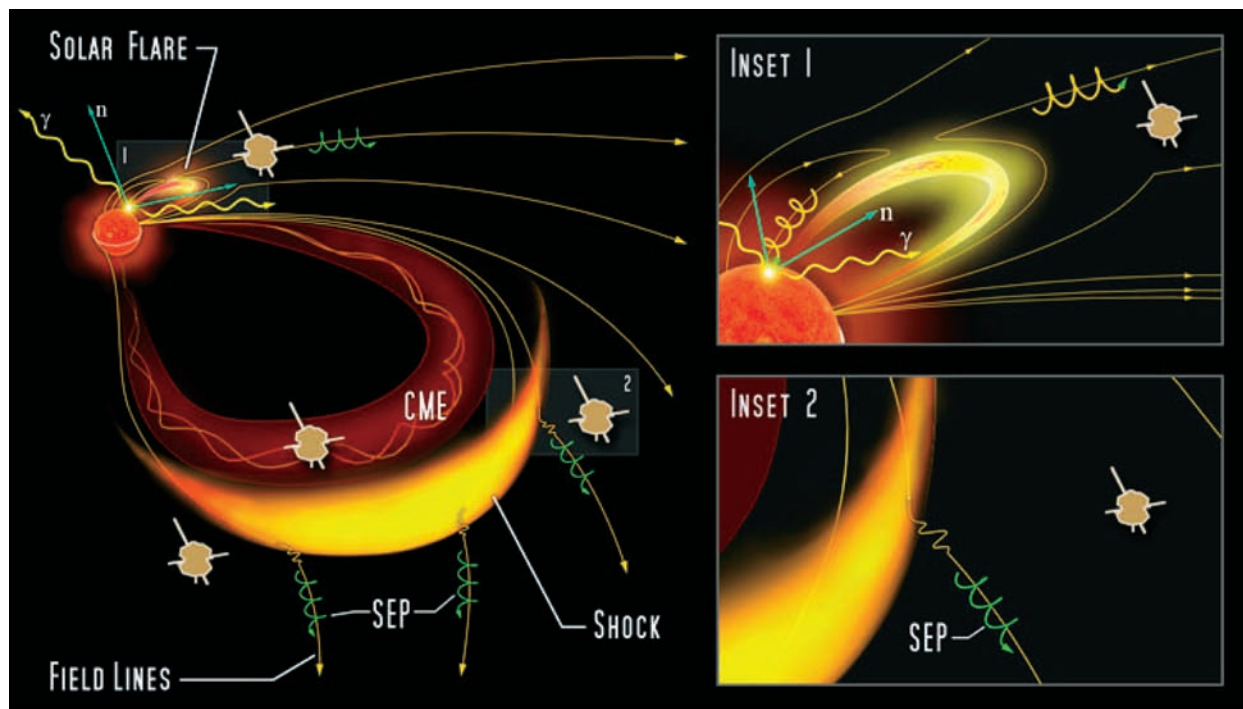 SOLAR FLARE
n
γ
1
2
CME
SEP
SHOCK
FIELD LINES
INSET 1
n
γ
INSET 2
SEP